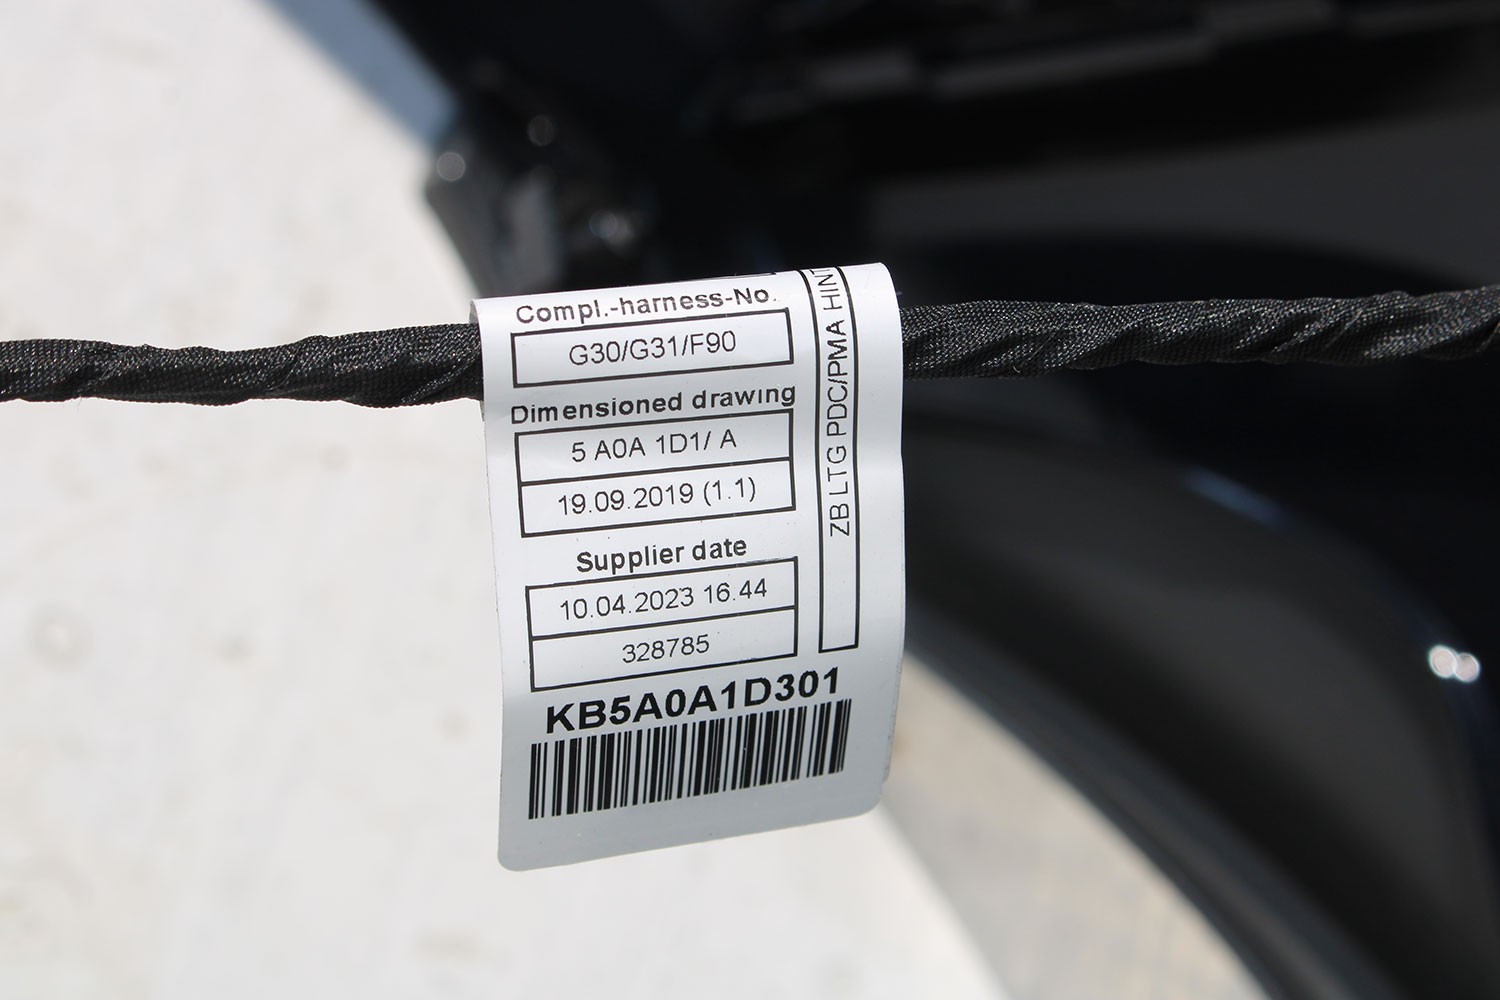 Compl.-harness-No.
G30/G31/F90
Dimensioned drawing
5 A0A 1D1/ A
19.09.2019 (1.1)
Supplier date
10.04.2023 16.44
328785
KB5A0A1D301
ZB LTG PDC/PMA HINT